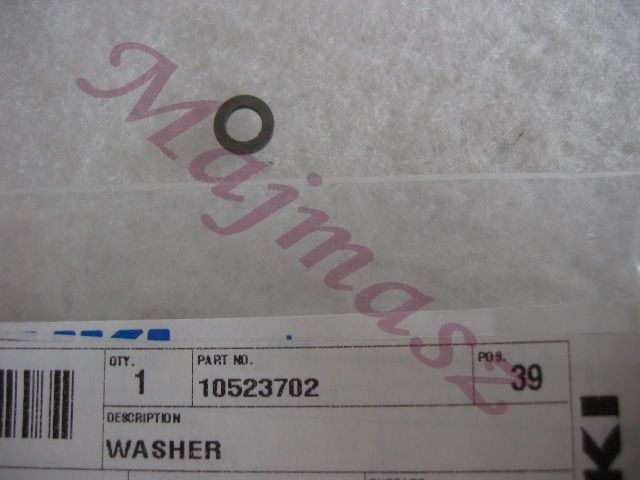 Majmasz
QTY. PART NO. POS.
1 10523702 39
DESCRIPTION
WASHER